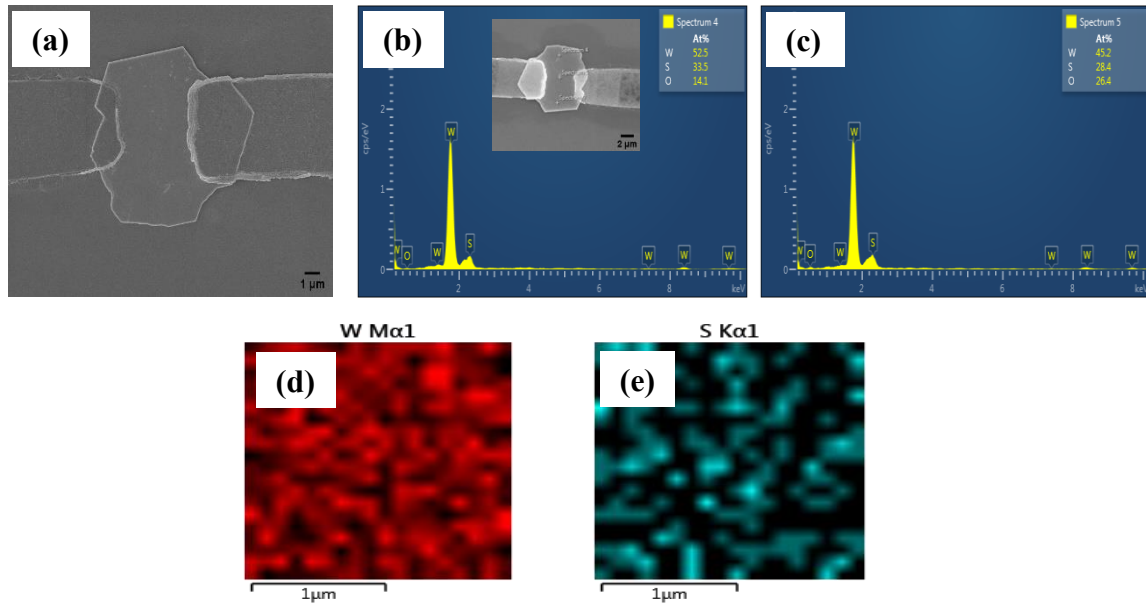 (a)
1 μm
(b)
Spectrum 4
At%
W 52.5
S 33.5
O 14.1
2 μm
cps/eV
2
1
0
W
O
W
W
S
W
W
W
2
4
6
8
keV
(c)
Spectrum 5
At%
W 45.2
S 28.4
O 26.4
cps/eV
2
1
0
W
O
W
W
S
W
W
W
2
4
6
8
keV
W Mα1
(d)
1μm
S Kα1
(e)
1μm